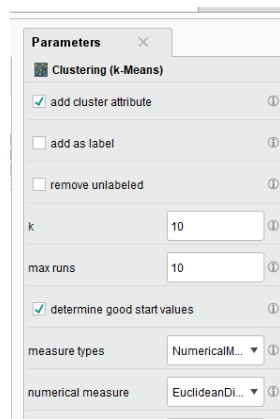 Parameters
Clustering (k-Means)
add cluster attribute
add as label
remove unlabeled
k 10
max runs 10
determine good start values
measure types NumericalM...
numerical measure EuclideanDi...